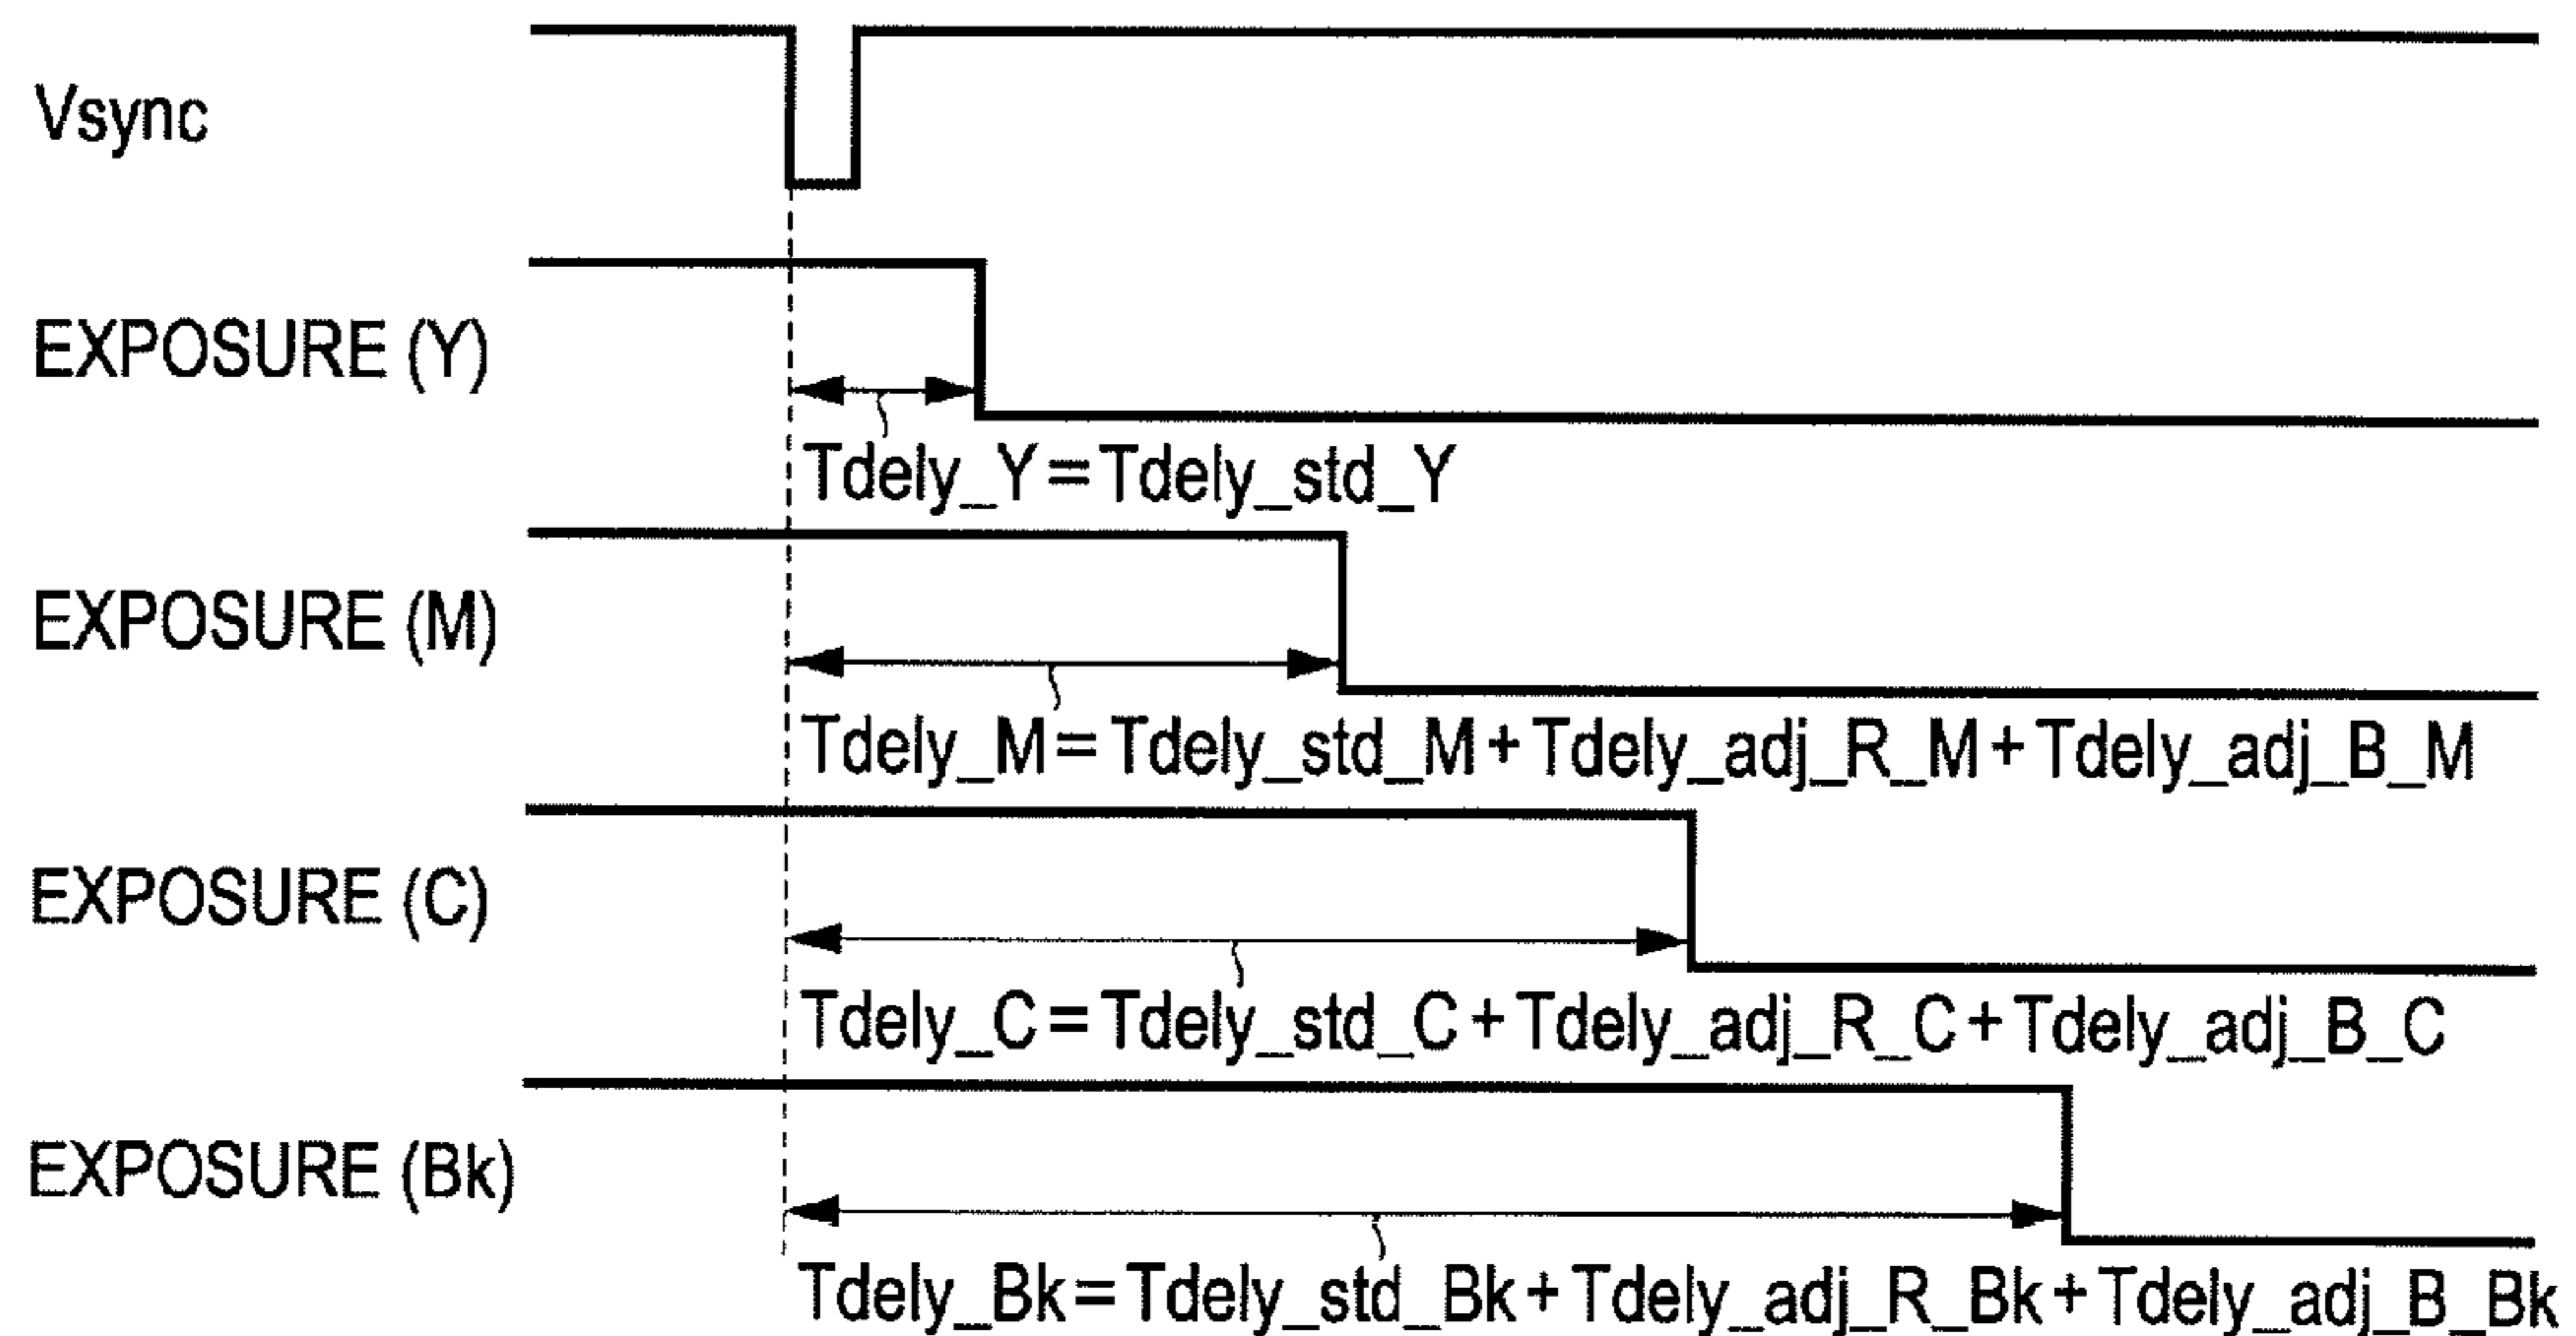 Vsync
EXPOSURE (Y)
Tdely_Y=Tdely_std_Y
EXPOSURE (M)
Tdely_M=Tdely_std_M+Tdely_adj_R_M+Tdely_adj_B_M
EXPOSURE (C)
Tdely_C=Tdely_std_C+Tdely_adj_R_C+Tdely_adj_B_C
EXPOSURE (Bk)
Tdely_Bk=Tdely_std_Bk+Tdely_adj_R_Bk+Tdely_adj_B_Bk